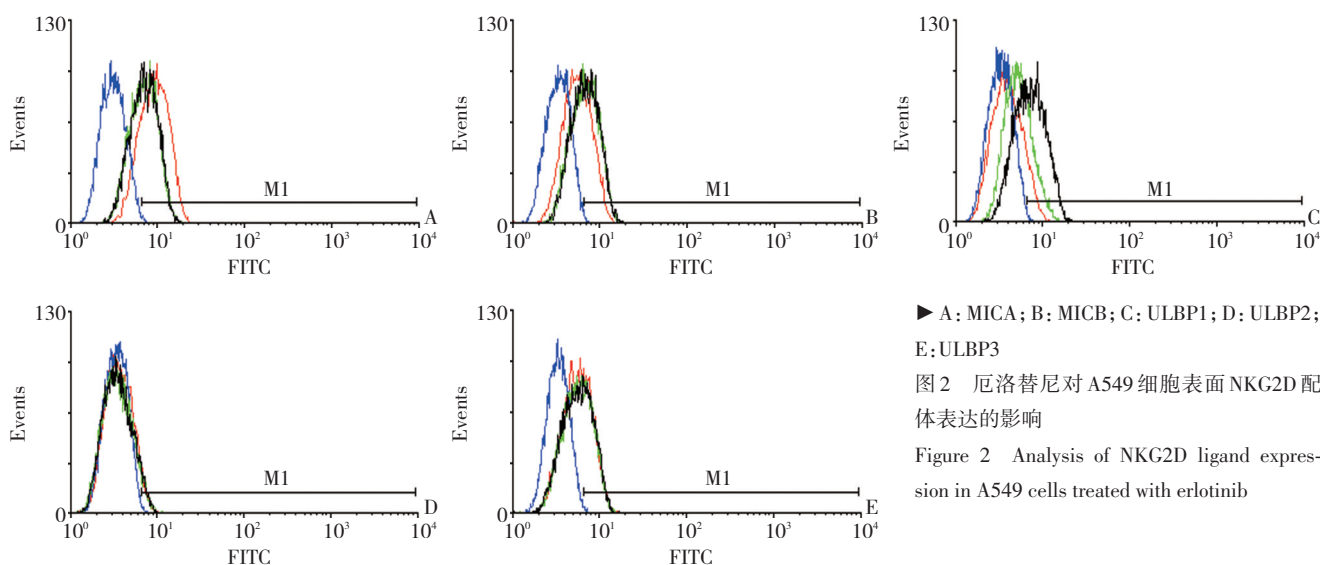 130
Events
M1
A
0
10⁰ 10¹ 10² 10³ 10⁴
FITC
130
Events
M1
B
0
10⁰ 10¹ 10² 10³ 10⁴
FITC
130
Events
M1
C
0
10⁰ 10¹ 10² 10³ 10⁴
FITC
130
Events
M1
D
0
10⁰ 10¹ 10² 10³ 10⁴
FITC
130
Events
M1
E
0
10⁰ 10¹ 10² 10³ 10⁴
FITC
▶ A:MICA;B:MICB;C:ULBP1;D:ULBP2;
E:ULBP3
图2 厄洛替尼对A549细胞表面NKG2D配
体表达的影响
Figure 2 Analysis of NKG2D ligand expres-
sion in A549 cells treated with erlotinib